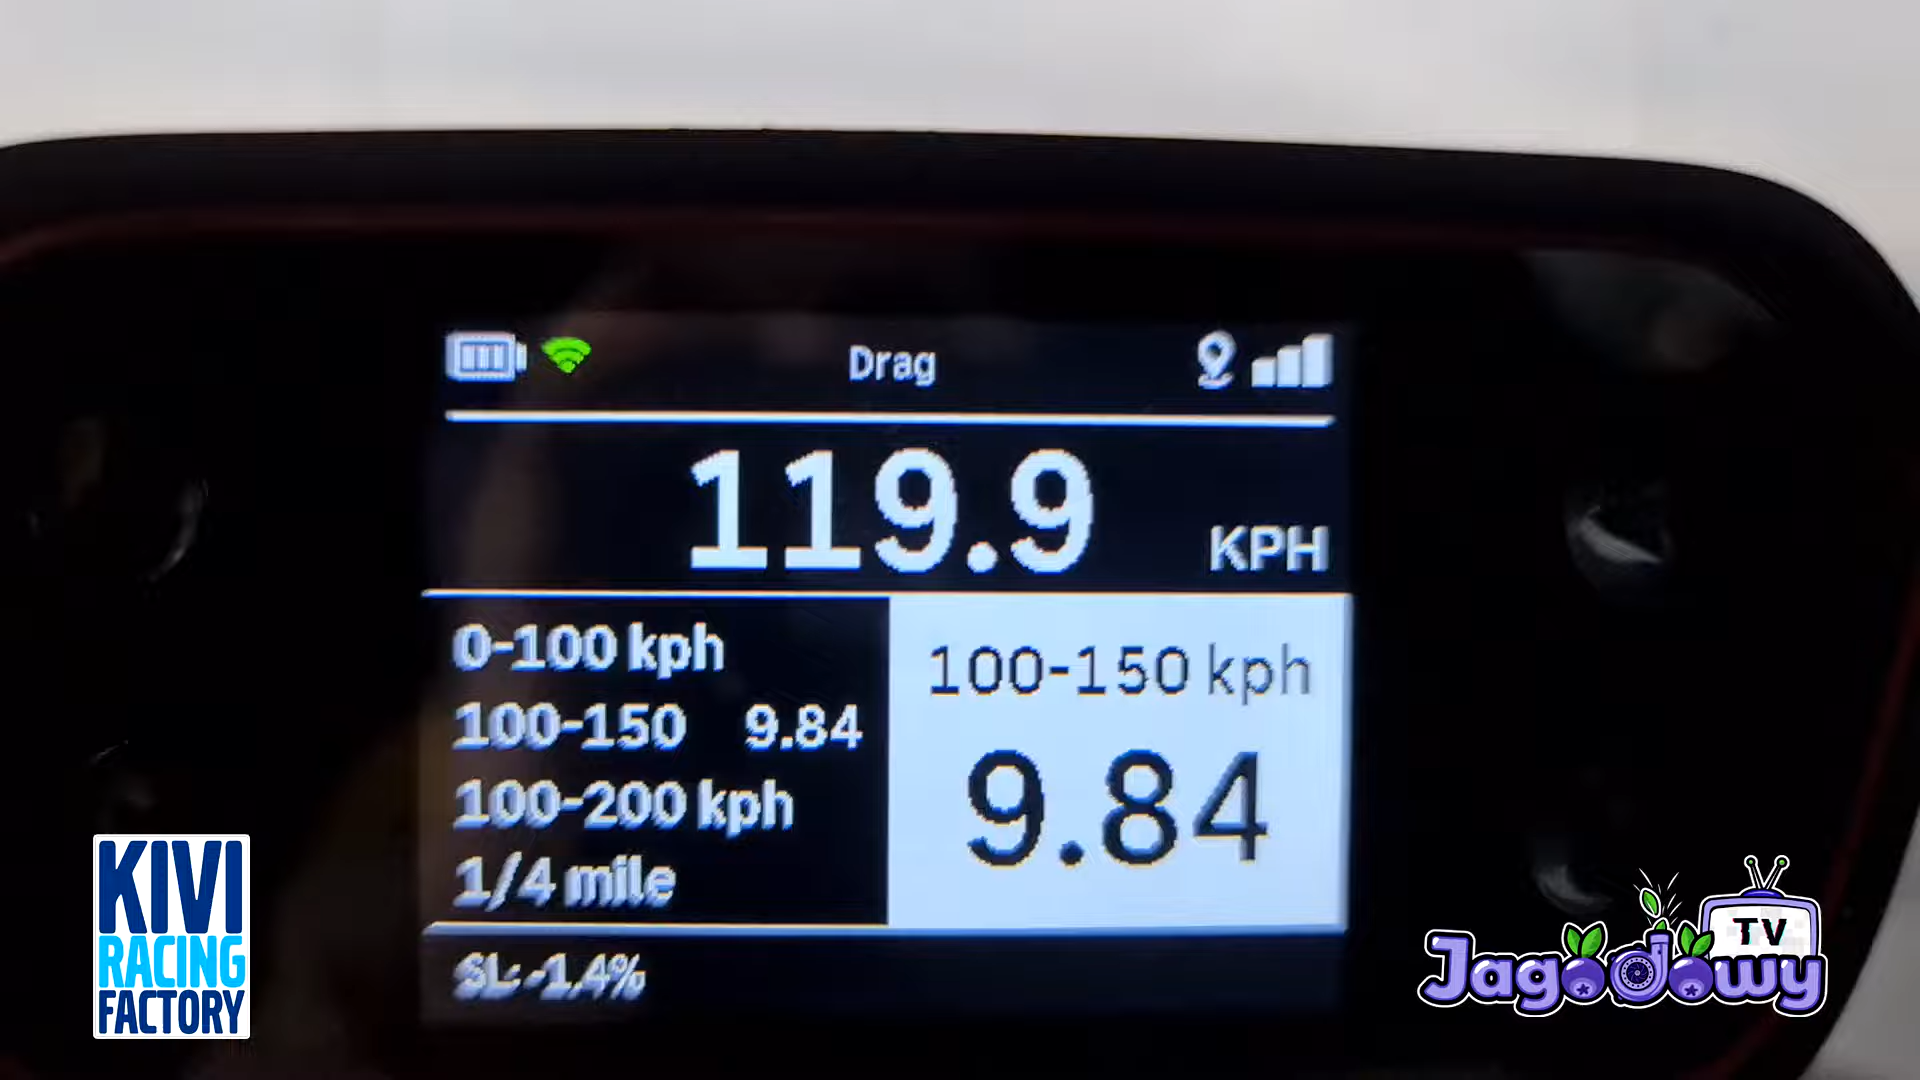 Drag
119.9 KPH
0-100 kph
100-150 9.84
100-200 kph
1/4 mile
100-150 kph
9.84
SL:-1.4%
KIVI
RACING
FACTORY
TV
Jagodowy